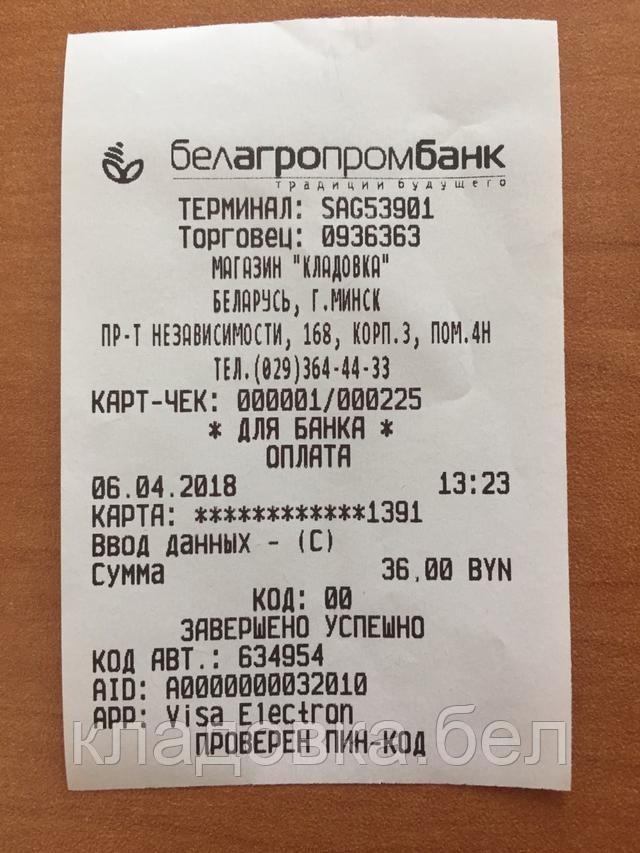 белагропромбанк
традиции будущего
ТЕРМИНАЛ: SAG53901
Торговец: 0936363
МАГАЗИН "КЛАДОВКА"
БЕЛАРУСЬ, Г.МИНСК
ПР-Т НЕЗАВИСИМОСТИ, 168, КОРП.3, ПОМ.4Н
ТЕЛ.(029)364-44-33
КАРТ-ЧЕК: 000001/000225
* ДЛЯ БАНКА *
ОПЛАТА
06.04.2018 13:23
КАРТА: ************1391
Ввод данных - (C)
Сумма 36,00 BYN
КОД: 00
ЗАВЕРШЕНО УСПЕШНО
КОД АВТ.: 634954
AID: A0000000032010
APP: Visa Electron
ПРОВЕРЕН ПИН-КОД
кладовка.бел